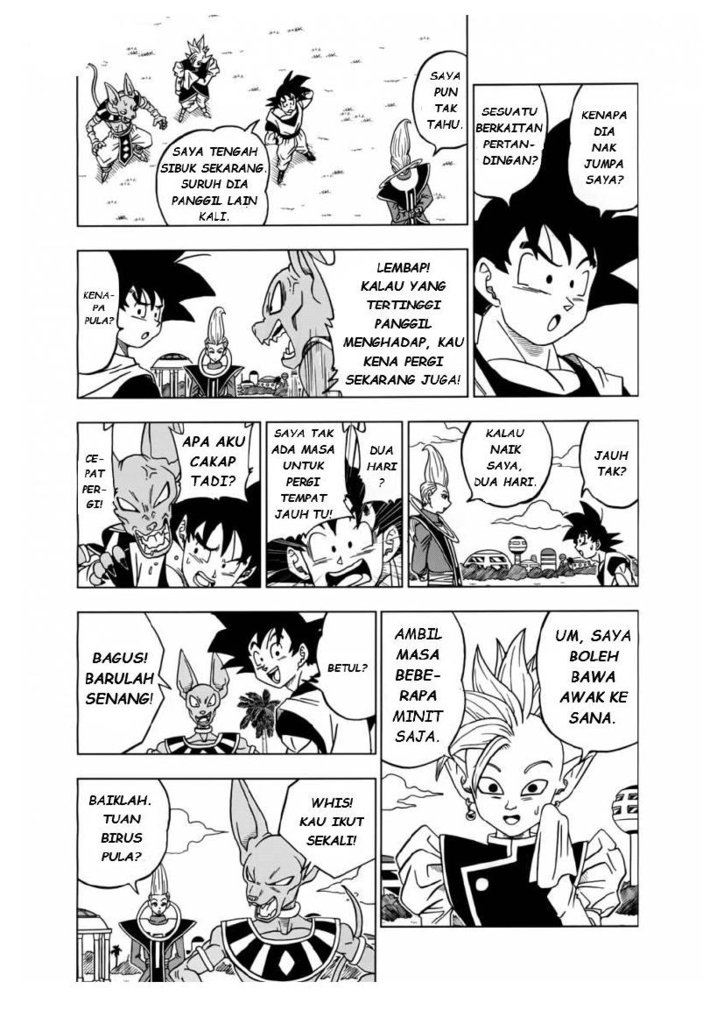 KENAPA
DIA
NAK
JUMPA
SAYA?
SESUATU
BERKAITAN
PERTAN-
DINGAN?
SAYA
PUN
TAK
TAHU.
SAYA TENGAH
SIBUK SEKARANG.
SURUH DIA
PANGGIL LAIN
KALI.
LEMBAP!
KALAU YANG
TERTINGGI
PANGGIL
MENGHADAP, KAU
KENA PERGI
SEKARANG JUGA!
KENA-
PA
PULA?
JAUH
TAK?
KALAU
NAIK
SAYA,
DUA HARI.
DUA
HARI
?
SAYA TAK
ADA MASA
UNTUK
PERGI
TEMPAT
JAUH TU!
APA AKU
CAKAP
TADI?
CE-
PAT
PER-
GI!
UM, SAYA
BOLEH
BAWA
AWAK KE
SANA.
AMBIL
MASA
BEBE-
RAPA
MINIT
SAJA.
BETUL?
BAGUS!
BARULAH
SENANG!
WHIS!
KAU IKUT
SEKALI!
BAIKLAH.
TUAN
BIRUS
PULA?